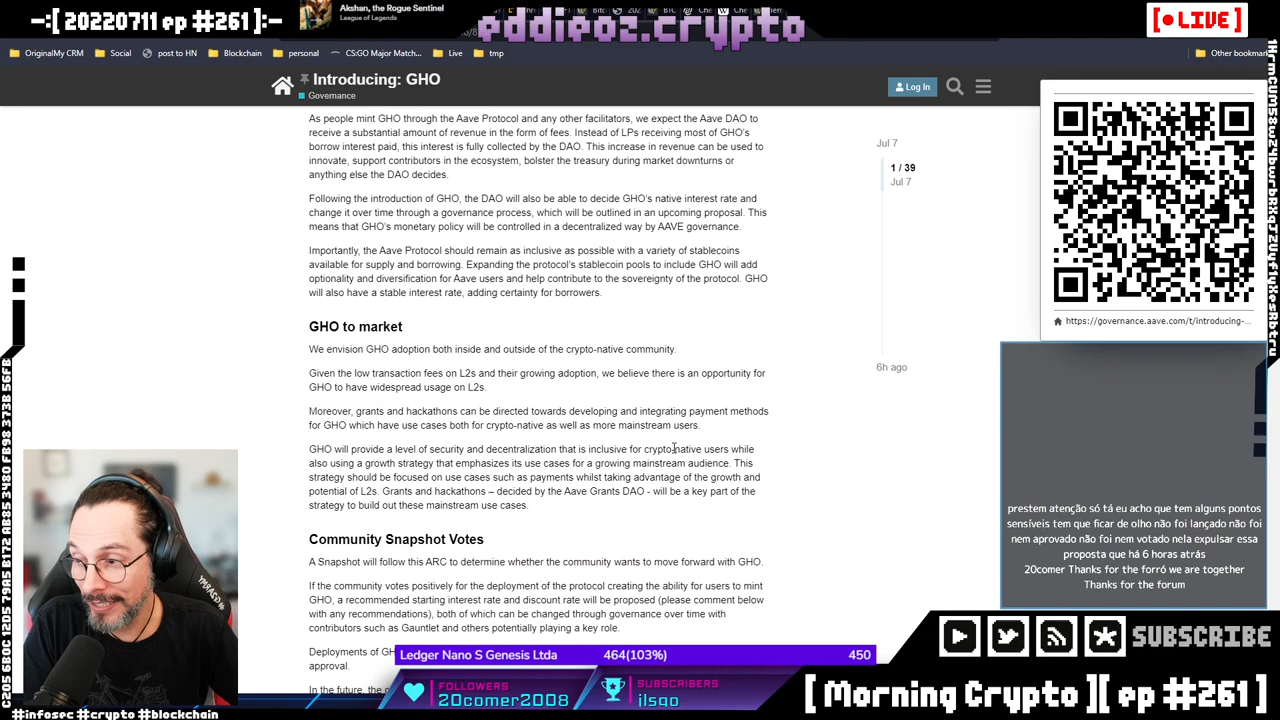 -:[ 20220711 ep #261 ]:-
Akshan, the Rogue Sentinel
League of Legends
eddieoz.crypto
[● LIVE]
OriginalMy CRM
Social
post to HN
Blockchain
personal
CS:GO Major Match...
Live
tmp
Other bookmar
Introducing: GHO
Governance
Log In
As people mint GHO through the Aave Protocol and any other facilitators, we expect the Aave DAO to
receive a substantial amount of revenue in the form of fees. Instead of LPs receiving most of GHO's
borrow interest paid, this interest is fully collected by the DAO. This increase in revenue can be used to
innovate, support contributors in the ecosystem, bolster the treasury during market downturns or
anything else the DAO decides.
Following the introduction of GHO, the DAO will also be able to decide GHO's native interest rate and
change it over time through a governance process, which will be outlined in an upcoming proposal. This
means that GHO's monetary policy will be controlled in a decentralized way by AAVE governance.
Importantly, the Aave Protocol should remain as inclusive as possible with a variety of stablecoins
available for supply and borrowing. Expanding the protocol's stablecoin pools to include GHO will add
optionality and diversification for Aave users and help contribute to the sovereignty of the protocol. GHO
will also have a stable interest rate, adding certainty for borrowers.
GHO to market
We envision GHO adoption both inside and outside of the crypto-native community.
Given the low transaction fees on L2s and their growing adoption, we believe there is an opportunity for
GHO to have widespread usage on L2s.
Moreover, grants and hackathons can be directed towards developing and integrating payment methods
for GHO which have use cases both for crypto-native as well as more mainstream users.
GHO will provide a level of security and decentralization that is inclusive for crypto-native users while
also using a growth strategy that emphasizes its use cases for a growing mainstream audience. This
strategy should be focused on use cases such as payments whilst taking advantage of the growth and
potential of L2s. Grants and hackathons – decided by the Aave Grants DAO - will be a key part of the
strategy to build out these mainstream use cases.
Community Snapshot Votes
A Snapshot will follow this ARC to determine whether the community wants to move forward with GHO.
If the community votes positively for the deployment of the protocol creating the ability for users to mint
GHO, a recommended starting interest rate and discount rate will be proposed (please comment below
with any recommendations), both of which can be changed through governance over time with
contributors such as Gauntlet and others potentially playing a key role.
Deployments of GH
approval.
In the future, the c
Jul 7
1 / 39
Jul 7
6h ago
https://governance.aave.com/t/introducing-...
prestem atenção só tá eu acho que tem alguns pontos
sensíveis tem que ficar de olho não foi lançado não foi
nem aprovado não foi nem votado nela expulsar essa
proposta que há 6 horas atrás
20comer Thanks for the forró we are together
Thanks for the forum
Ledger Nano S Genesis Ltda 464(103%) 450
FOLLOWERS
20comer2008
SUBSCRIBERS
ilsgo
SUBSCRIBE
[ Morning Crypto ][ ep #261 ]
#infosec #crypto #blockchain